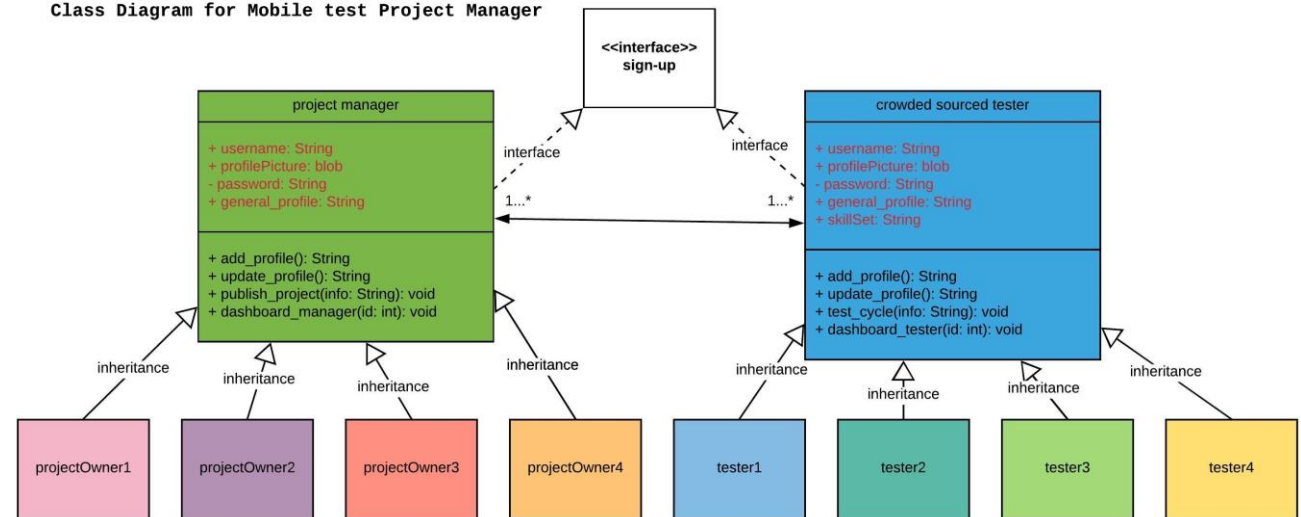 Class Diagram for Mobile test Project Manager
<<interface>>
sign-up
project manager
+ username: String
+ profilePicture: blob
- password: String
+ general_profile: String
+ add_profile(): String
+ update_profile(): String
+ publish_project(info: String): void
+ dashboard_manager(id: int): void
interface
interface
1...*
1...*
crowded sourced tester
+ username: String
+ profilePicture: blob
- password: String
+ general_profile: String
+ skillSet: String
+ add_profile(): String
+ update_profile(): String
+ test_cycle(info: String): void
+ dashboard_tester(id: int): void
inheritance
inheritance
inheritance
inheritance
inheritance
inheritance
inheritance
inheritance
projectOwner1
projectOwner2
projectOwner3
projectOwner4
tester1
tester2
tester3
tester4